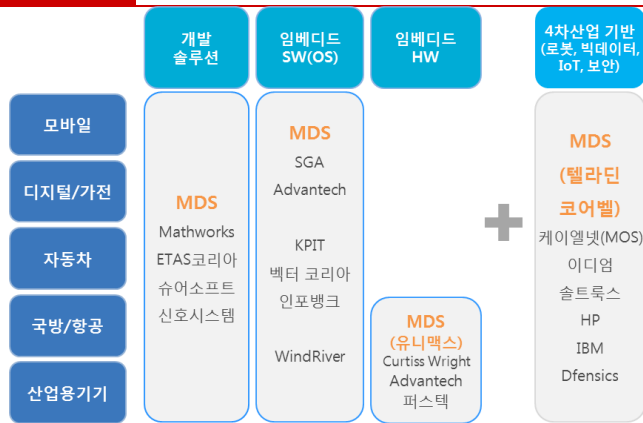 개발
솔루션
임베디드
SW(OS)
임베디드
HW
4차산업 기반
(로봇, 빅데이터,
IoT, 보안)
모바일
디지털/가전
자동차
국방/항공
산업용기기
MDS
Mathworks
ETAS코리아
슈어소프트
신호시스템
MDS
SGA
Advantech
KPIT
벡터 코리아
인포뱅크
WindRiver
MDS
(유니맥스)
Curtiss Wright
Advantech
퍼스텍
+
MDS
(텔라딘
코어벨)
케이엘넷(MOS)
이디엄
솔트룩스
HP
IBM
Dfensics